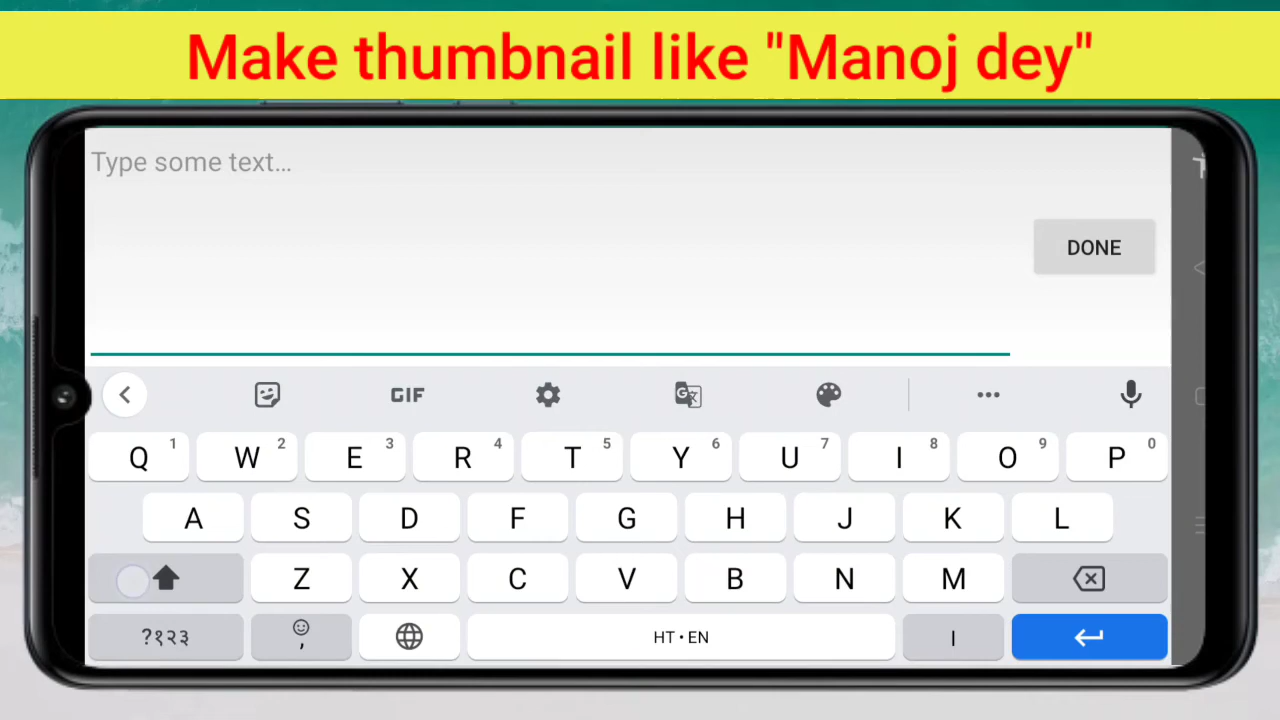 Make thumbnail like "Manoj dey"
Type some text...
DONE
GIF
Q 1 W 2 E 3 R 4 T 5 Y 6 U 7 I 8 O 9 P 0
A S D F G H J K L
Z X C V B N M
?१२३ , HT • EN ।